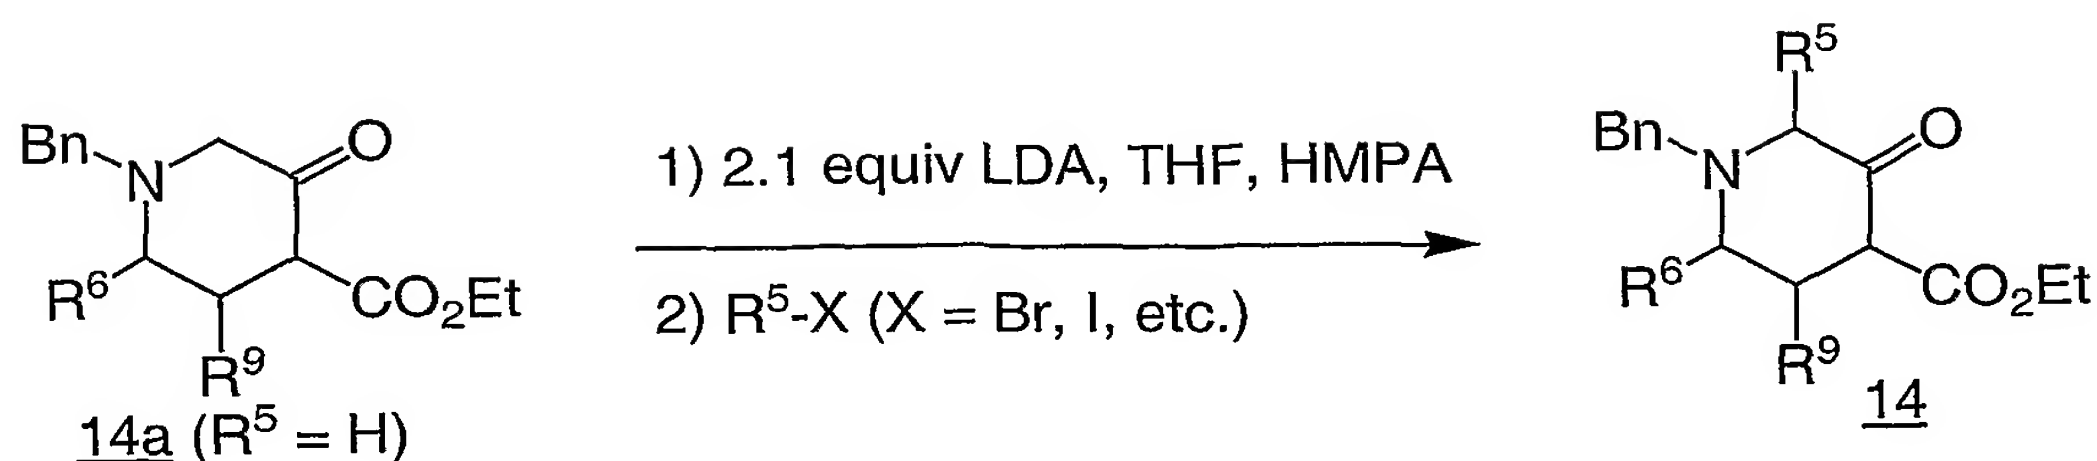 Bn N O
R⁶ CO₂Et
R⁹
14a (R⁵ = H)
1) 2.1 equiv LDA, THF, HMPA
2) R⁵-X (X = Br, I, etc.)
R⁵
Bn N O
R⁶ CO₂Et
R⁹
14